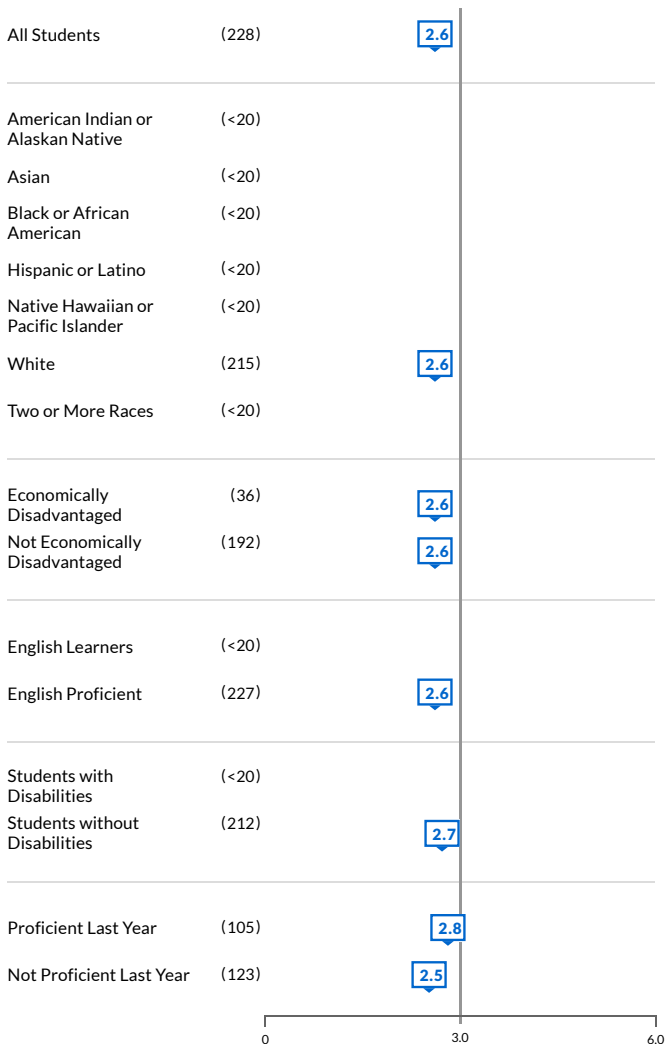 All Students (228) 2.6
American Indian or (<20)
Alaskan Native
Asian (<20)
Black or African (<20)
American
Hispanic or Latino (<20)
Native Hawaiian or (<20)
Pacific Islander
White (215) 2.6
Two or More Races (<20)
Economically (36) 2.6
Disadvantaged
Not Economically (192) 2.6
Disadvantaged
English Learners (<20)
English Proficient (227) 2.6
Students with (<20)
Disabilities
Students without (212) 2.7
Disabilities
Proficient Last Year (105) 2.8
Not Proficient Last Year (123) 2.5
0 3.0 6.0